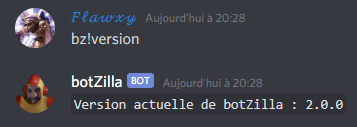 Fławxy Aujourd'hui à 20:28
bz!version
botZilla BOT Aujourd'hui à 20:28
Version actuelle de botZilla : 2.0.0